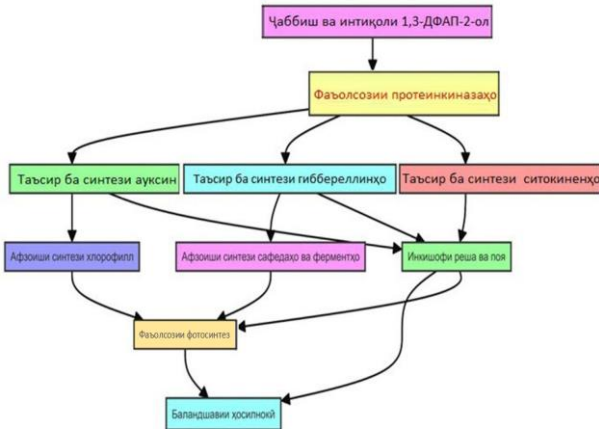 Ҷаббиш ва интиқоли 1,3-ДФАП-2-ол
Фаъолсозии протеинкиназаҳо
Таъсир ба синтези ауксин
Таъсир ба синтези гиббереллинҳо
Таъсир ба синтези ситокиненҳо
Афзоиши синтези хлорофилл
Афзоиши синтези сафедаҳо ва ферментҳо
Инкишофи реша ва поя
Фаъолсозии фотосинтез
Баландшавии ҳосилнокӣ